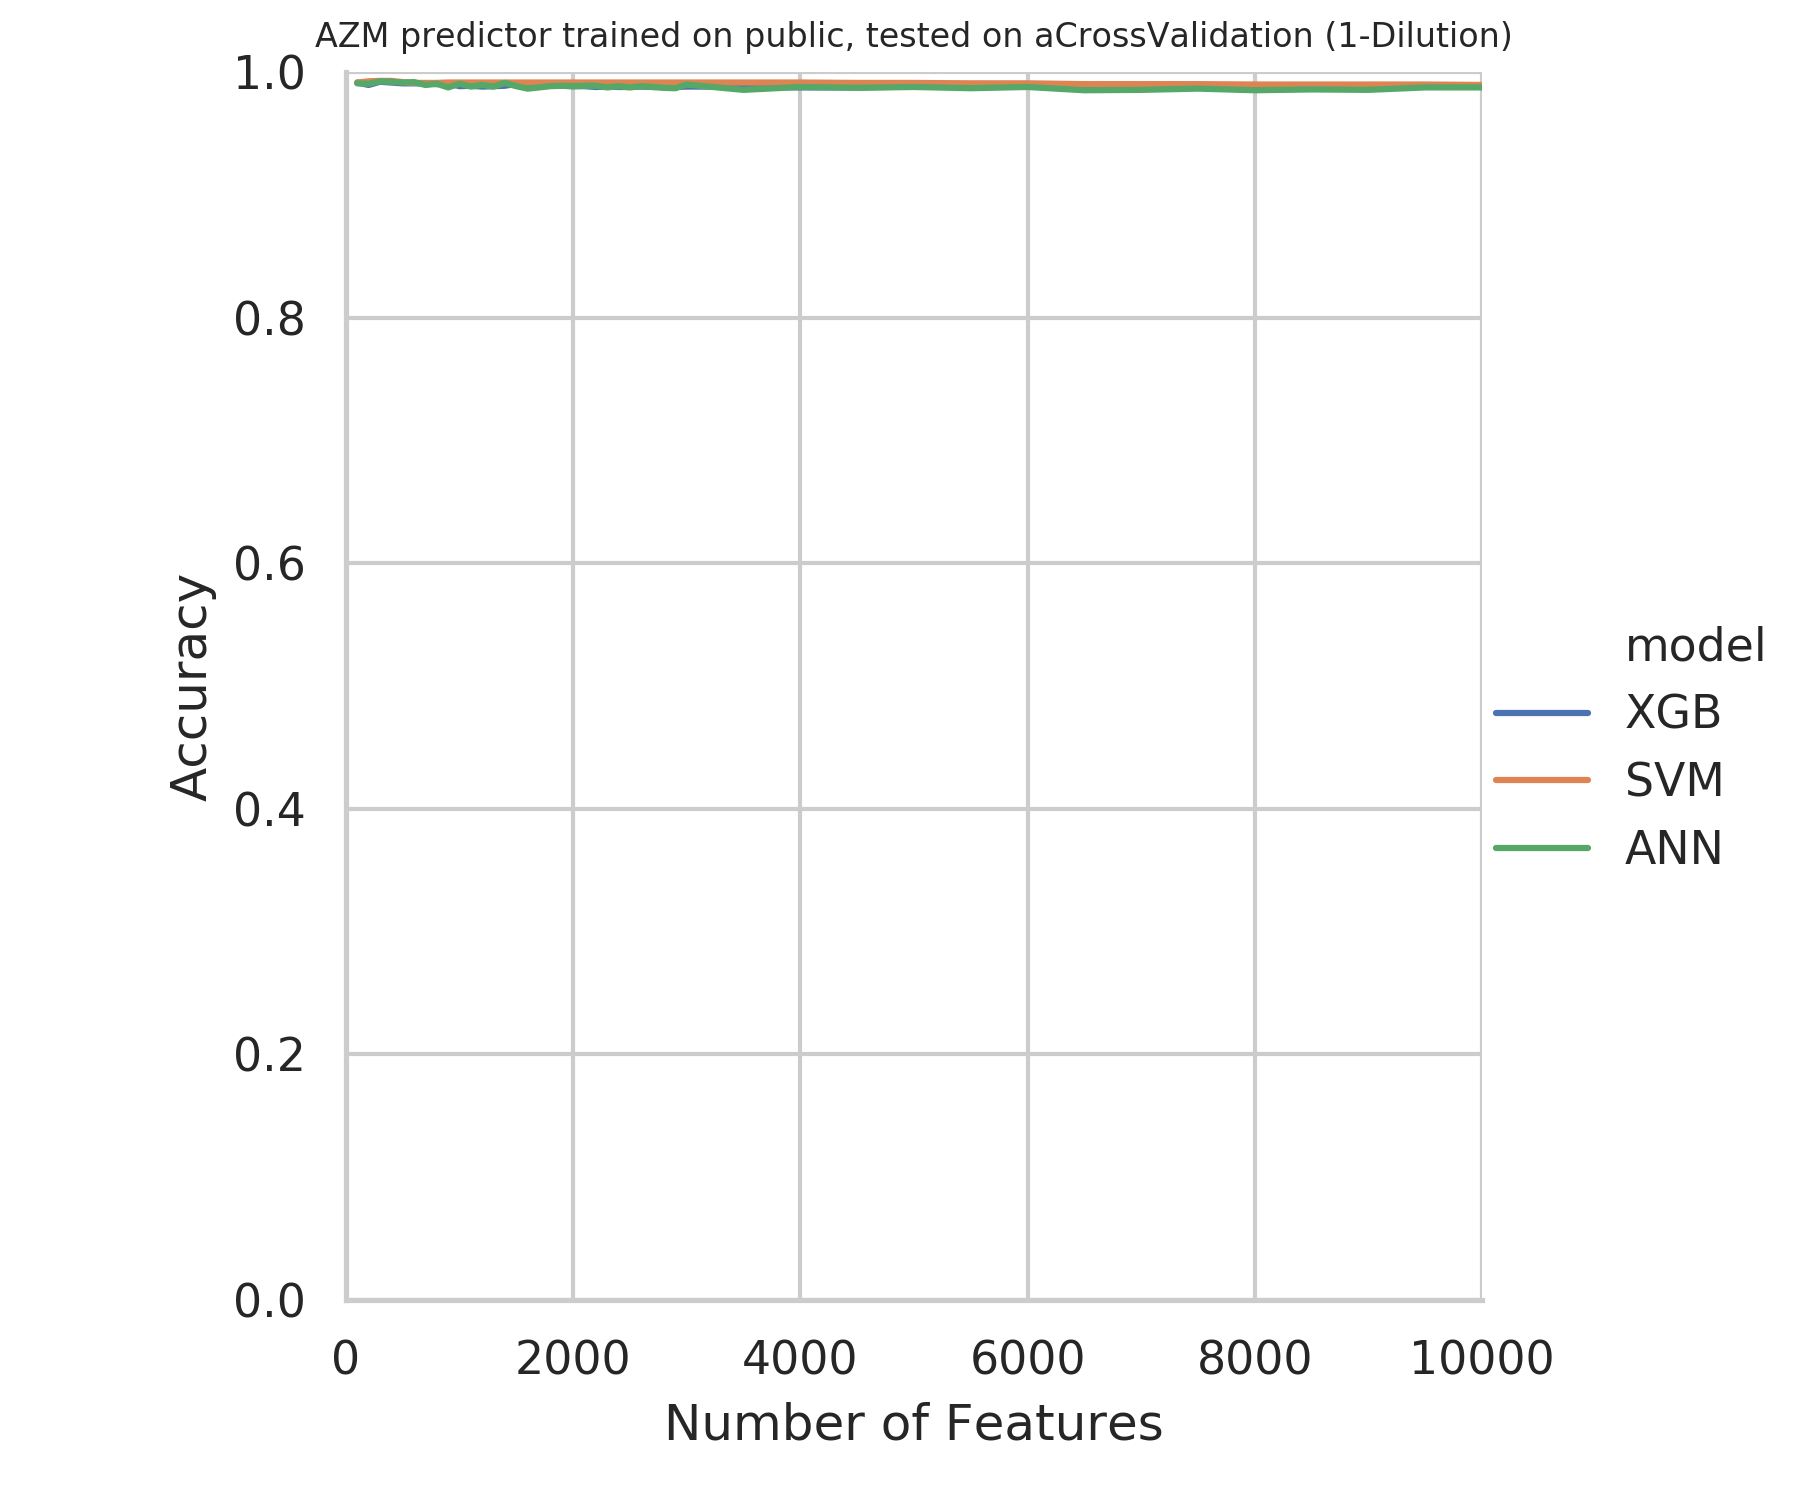 AZM predictor trained on public, tested on aCrossValidation (1-Dilution)
1.0
0.8
0.6
0.4
0.2
0.0
Accuracy
0 2000 4000 6000 8000 10000
Number of Features
model
XGB
SVM
ANN